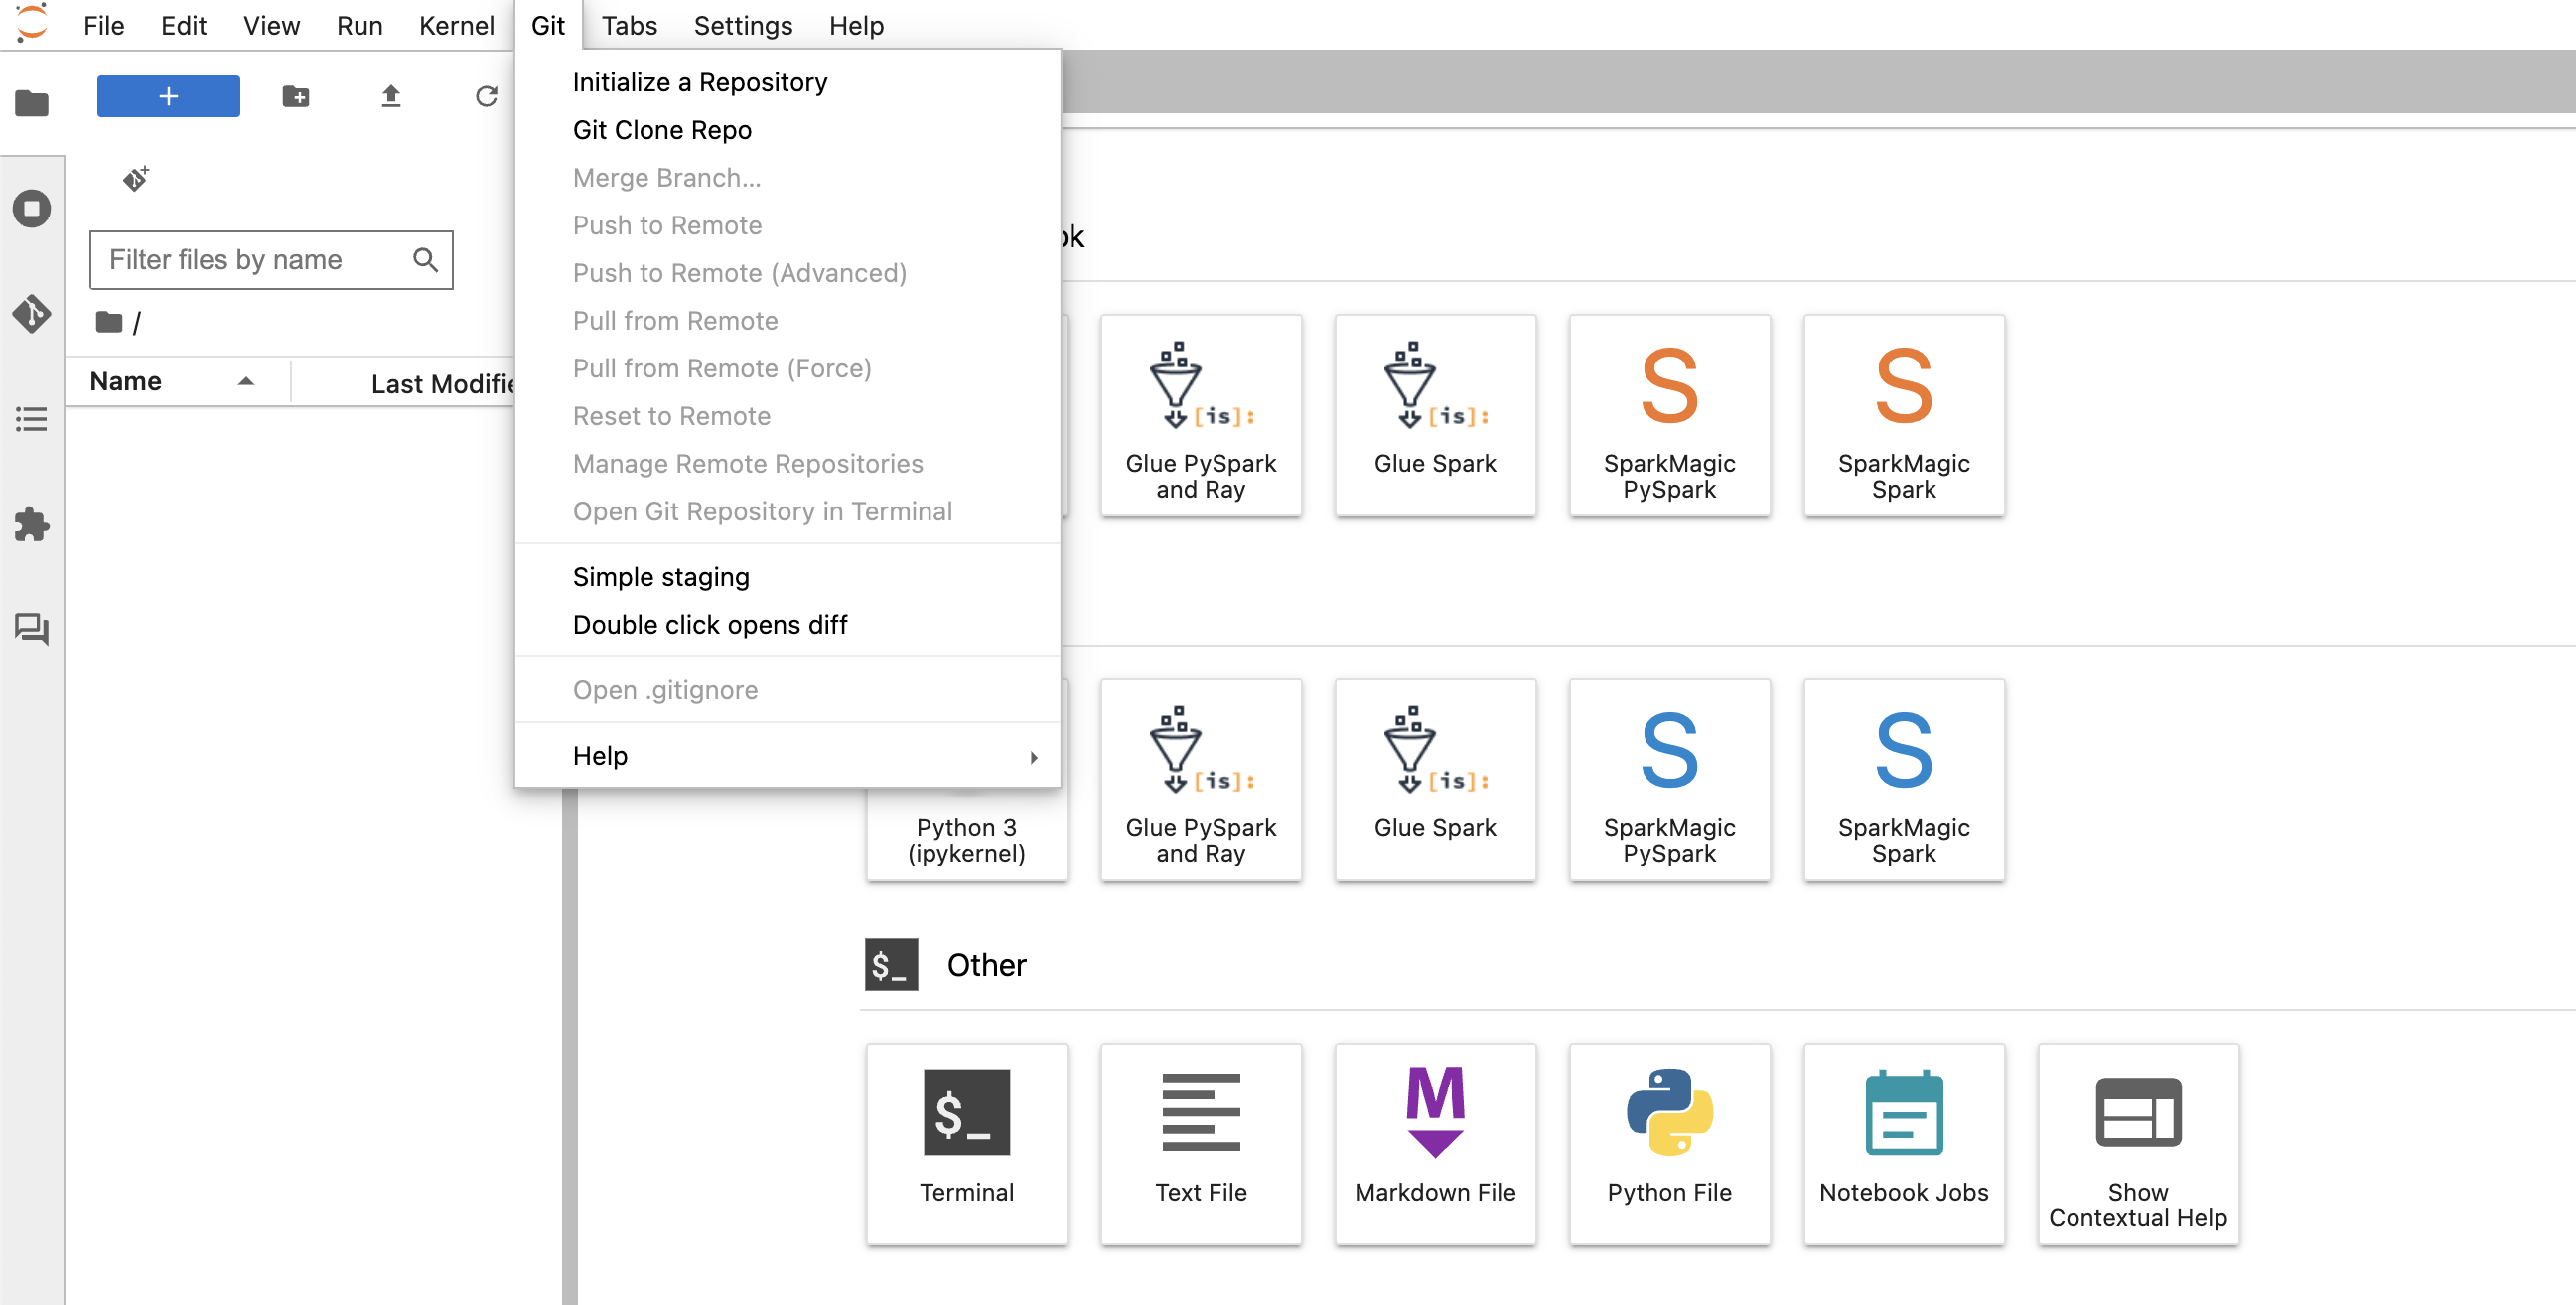 File Edit View Run Kernel Git Tabs Settings Help
Initialize a Repository
Git Clone Repo
Merge Branch...
Push to Remote
Push to Remote (Advanced)
Pull from Remote
Pull from Remote (Force)
Reset to Remote
Manage Remote Repositories
Open Git Repository in Terminal
Simple staging
Double click opens diff
Open .gitignore
Help
Filter files by name
/
Name
[is]:
Glue PySpark
and Ray
[is]:
Glue Spark
S
SparkMagic
PySpark
S
SparkMagic
Spark
Python 3
(ipykernel)
[is]:
Glue PySpark
and Ray
[is]:
Glue Spark
S
SparkMagic
PySpark
S
SparkMagic
Spark
$_ Other
$_
Terminal
Text File
M
Markdown File
Python File
Notebook Jobs
Show
Contextual Help
Last